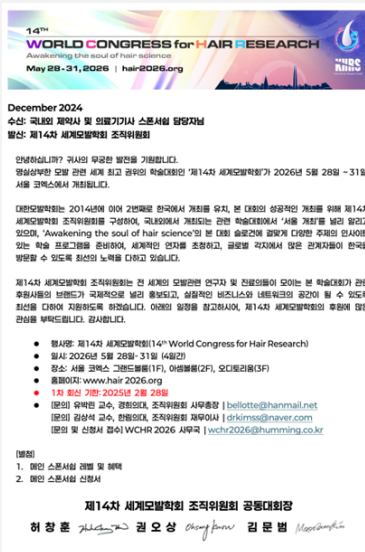 14TH
WORLD CONGRESS for HAIR RESEARCH
Awakening the soul of hair science
May 28-31, 2026 | hair2026.org
KHRS
December 2024
수신: 국내외 제약사 및 의료기기사 스폰서쉽 담당자님
발신: 제14차 세계모발학회 조직위원회
안녕하십니까? 귀사의 무궁한 발전을 기원합니다.
명실상부한 모발 관련 세계 최고 권위의 학술대회인 '제14차 세계모발학회'가 2026년 5월 28일 ~ 31일
서울 코엑스에서 개최됩니다.
대한모발학회는 2014년에 이어 2번째로 한국에서 개최를 유치, 본 대회의 성공적인 개최를 위해 제14차
세계모발학회 조직위원회를 구성하여, 국내외에서 개최되는 관련 학술대회에서 '서울 개최'를 널리 알리고
있으며, 'Awakening the soul of hair science'의 본 대회 슬로건에 걸맞게 다양한 주제의 인사이트
있는 학술 프로그램을 준비하여, 세계적인 연자를 초청하고, 글로벌 각지에서 많은 관계자들이 한국을
방문할 수 있도록 최선의 노력을 다하고 있습니다.
제14차 세계모발학회 조직위원회는 전 세계의 모발관련 연구자 및 진료의들이 모이는 본 학술대회가 관련
후원사들의 브랜드가 국제적으로 널리 홍보되고, 실질적인 비즈니스와 네트워크의 공간이 될 수 있도록
최선을 다하여 지원하도록 하겠습니다. 아래의 일정을 참고하시어, 제14차 세계모발학회의 후원에 많은
관심을 부탁드립니다. 감사합니다.
● 행사명: 제14차 세계모발학회(14th World Congress for Hair Research)
● 일시: 2026년 5월 28일- 31일 (4일간)
● 장소: 서울 코엑스 그랜드볼룸(1F), 아셈볼룸(2F), 오디토리움(3F)
● 홈페이지: www.hair 2026.org
● 1차 회신 기한: 2025년 2월 28일
● [문의] 유박린 교수, 경희의대, 조직위원회 사무총장 | bellotte@hanmail.net
[문의] 김상석 교수, 한림의대, 조직위원회 재무이사 | drkimss@naver.com
[문의 및 신청서 접수] WCHR 2026 사무국 | wchr2026@humming.co.kr
[별첨]
1. 메인 스폰서쉽 레벨 및 혜택
2. 메인 스폰서쉽 신청서
제14차 세계모발학회 조직위원회 공동대회장
허 창 훈 권 오 상 김 문 범